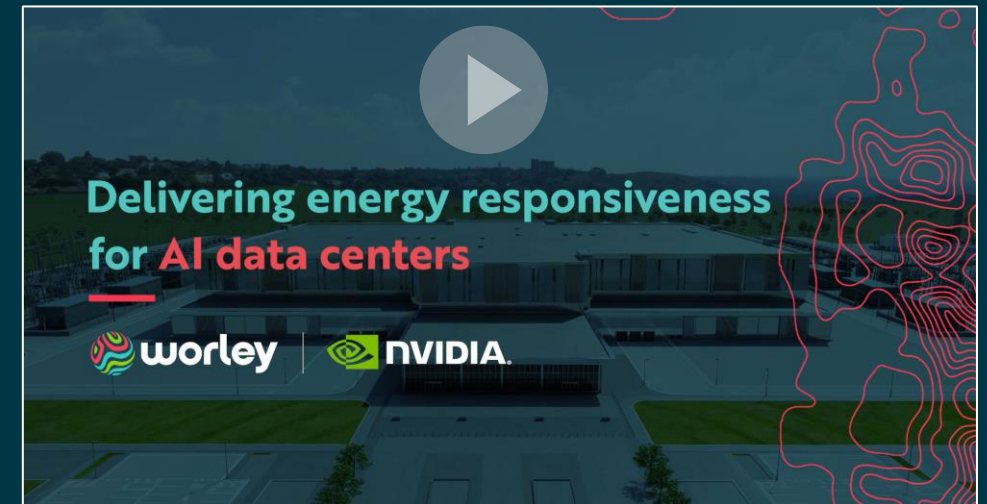 Delivering energy responsiveness
for AI data centers
worley
NVIDIA.